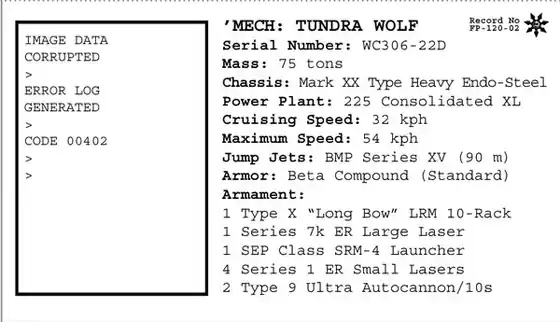 IMAGE DATA
CORRUPTED
>
ERROR LOG
GENERATED
>
CODE 00402
>
>
’MECH: TUNDRA WOLF
Record No
FP-120-02
Serial Number: WC306-22D
Mass: 75 tons
Chassis: Mark XX Type Heavy Endo-Steel
Power Plant: 225 Consolidated XL
Cruising Speed: 32 kph
Maximum Speed: 54 kph
Jump Jets: BMP Series XV (90 m)
Armor: Beta Compound (Standard)
Armament:
1 Type X “Long Bow” LRM 10-Rack
1 Series 7k ER Large Laser
1 SEP Class SRM-4 Launcher
4 Series 1 ER Small Lasers
2 Type 9 Ultra Autocannon/10s